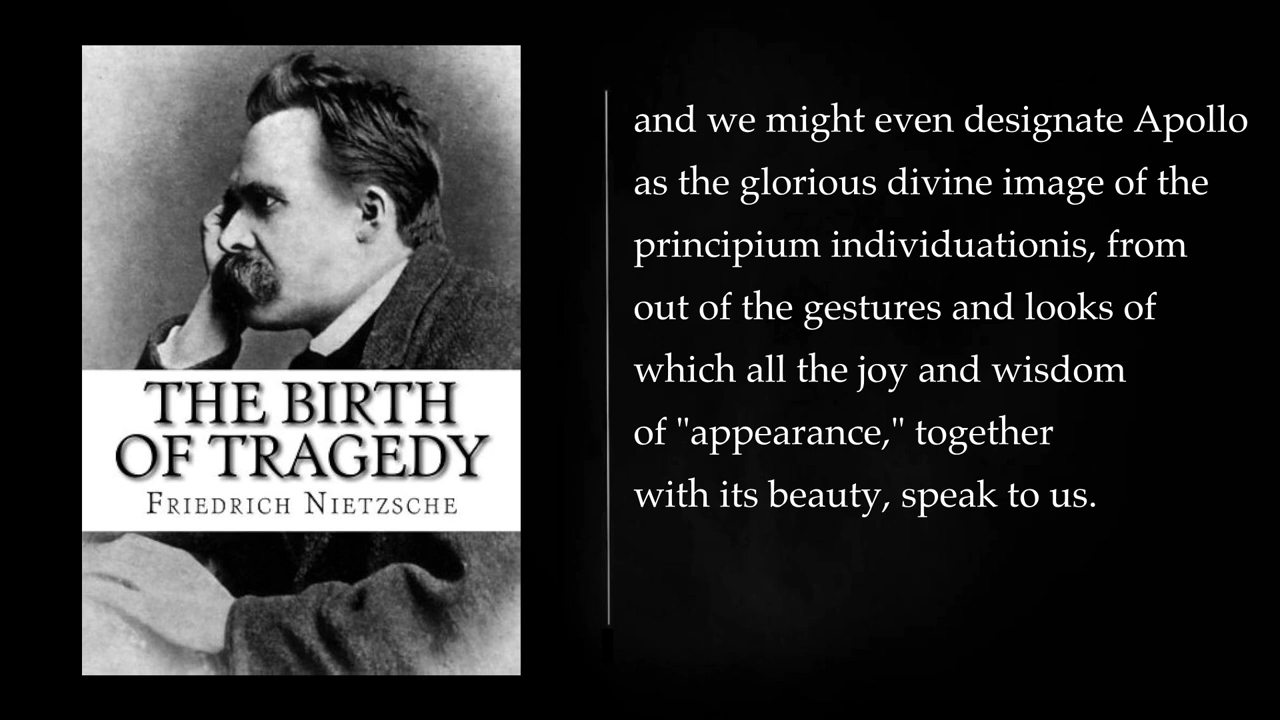 THE BIRTH
OF TRAGEDY
FRIEDRICH NIETZSCHE
and we might even designate Apollo
as the glorious divine image of the
principium individuationis, from
out of the gestures and looks of
which all the joy and wisdom
of "appearance," together
with its beauty, speak to us.